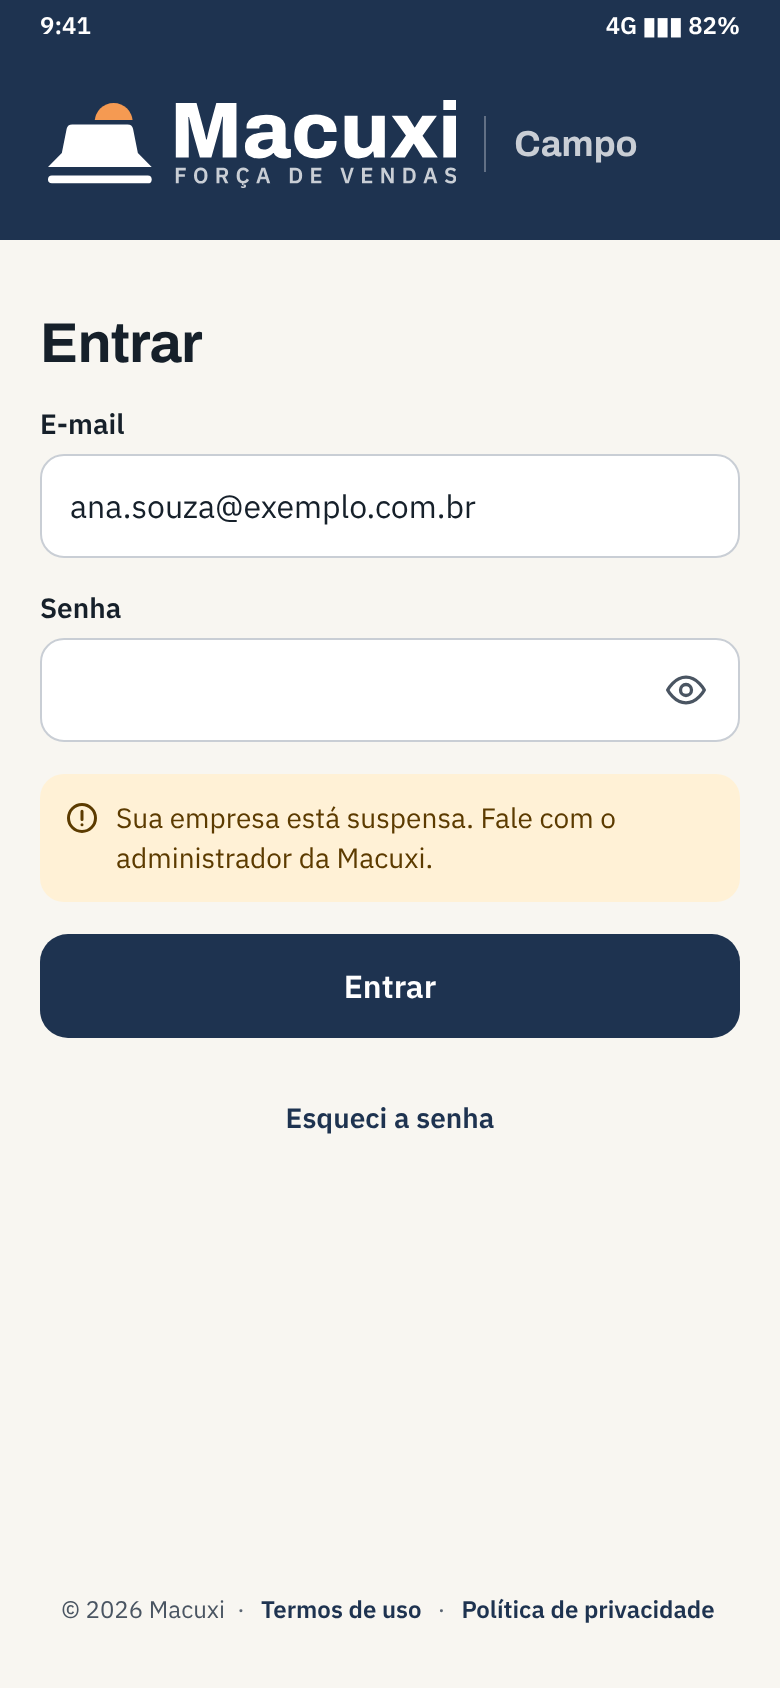 9:41
4G 82%
Macuxi
FORÇA DE VENDAS
Campo
Entrar
E-mail
ana.souza@exemplo.com.br
Senha
Sua empresa está suspensa. Fale com o
administrador da Macuxi.
Entrar
Esqueci a senha
© 2026 Macuxi · Termos de uso · Política de privacidade